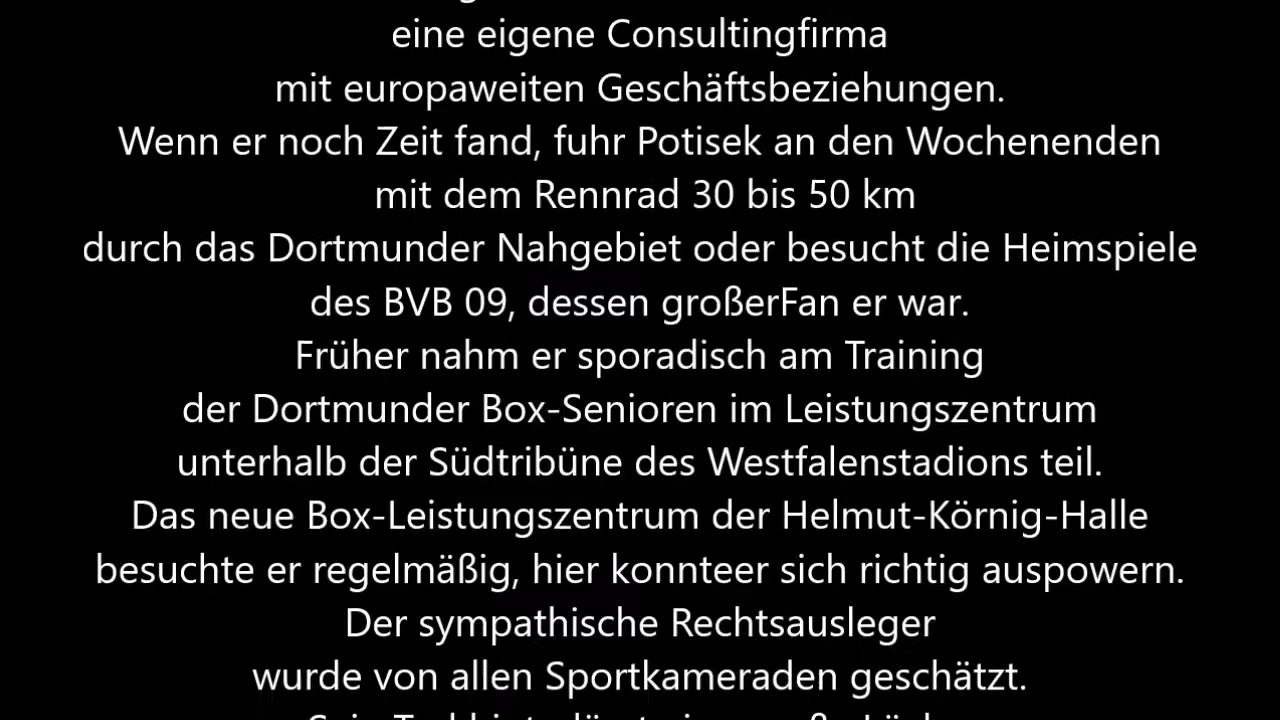 eine eigene Consultingfirma
mit europaweiten Geschäftsbeziehungen.
Wenn er noch Zeit fand, fuhr Potisek an den Wochenenden
mit dem Rennrad 30 bis 50 km
durch das Dortmunder Nahgebiet oder besucht die Heimspiele
des BVB 09, dessen großerFan er war.
Früher nahm er sporadisch am Training
der Dortmunder Box-Senioren im Leistungszentrum
unterhalb der Südtribüne des Westfalenstadions teil.
Das neue Box-Leistungszentrum der Helmut-Körnig-Halle
besuchte er regelmäßig, hier konnteer sich richtig auspowern.
Der sympathische Rechtsausleger
wurde von allen Sportkameraden geschätzt.